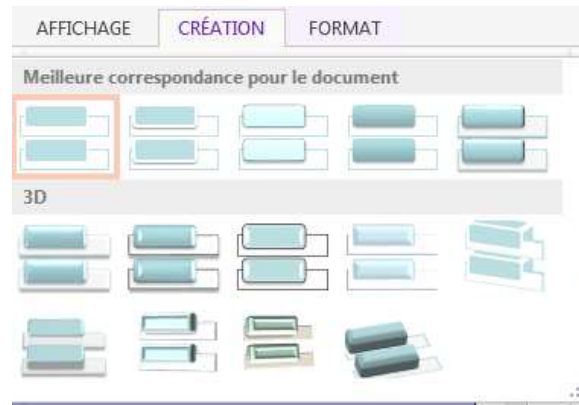 AFFICHAGE CRÉATION FORMAT
Meilleure correspondance pour le document
3D